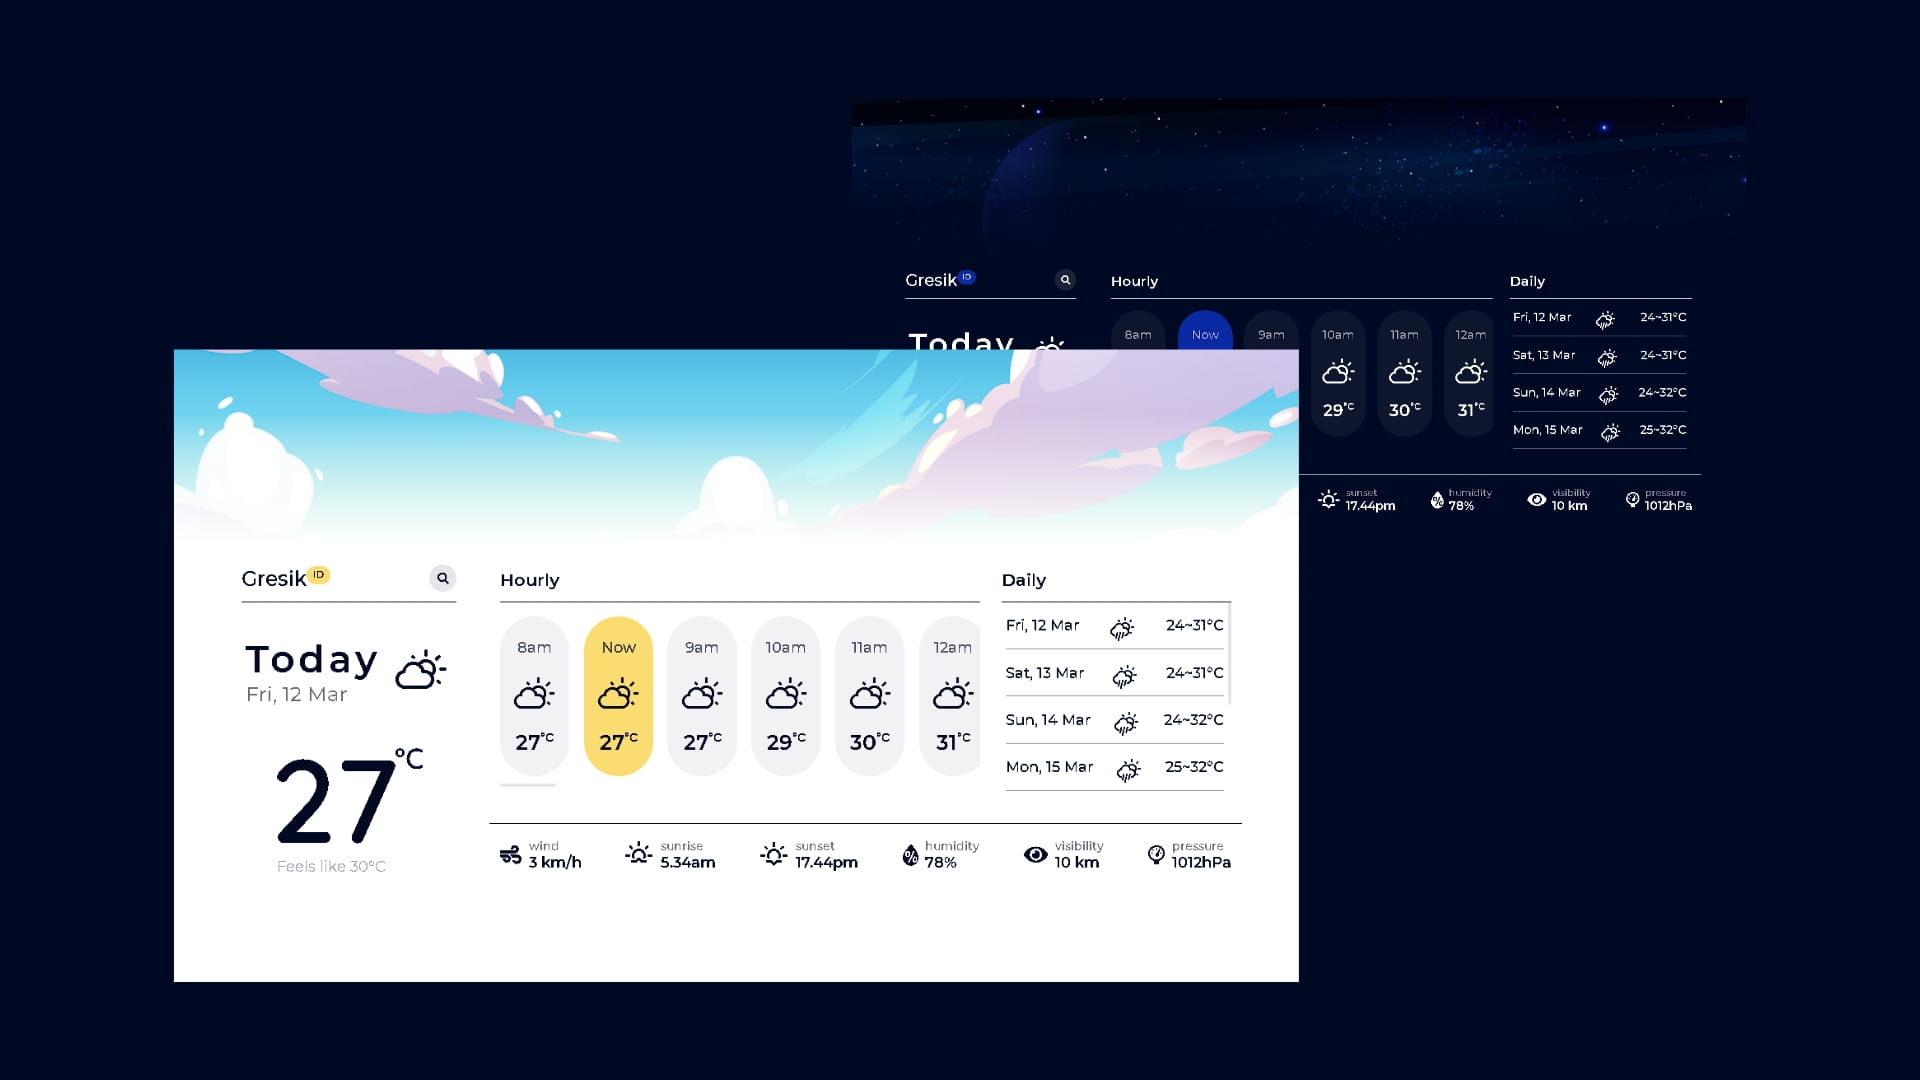 Gresik ID
Hourly
Daily
Today
8am
Now
9am
10am
11am
12am
29°C
30°C
31°C
Fri, 12 Mar 24~31°C
Sat, 13 Mar 24~31°C
Sun, 14 Mar 24~32°C
Mon, 15 Mar 25~32°C
sunset
17.44pm
humidity
78%
visibility
10 km
pressure
1012hPa
Gresik ID
Today
Fri, 12 Mar
27°C
Feels like 30°C
Hourly
8am
27°C
Now
27°C
9am
27°C
10am
29°C
11am
30°C
12am
31°C
Daily
Fri, 12 Mar 24~31°C
Sat, 13 Mar 24~31°C
Sun, 14 Mar 24~32°C
Mon, 15 Mar 25~32°C
wind
3 km/h
sunrise
5.34am
sunset
17.44pm
humidity
78%
visibility
10 km
pressure
1012hPa